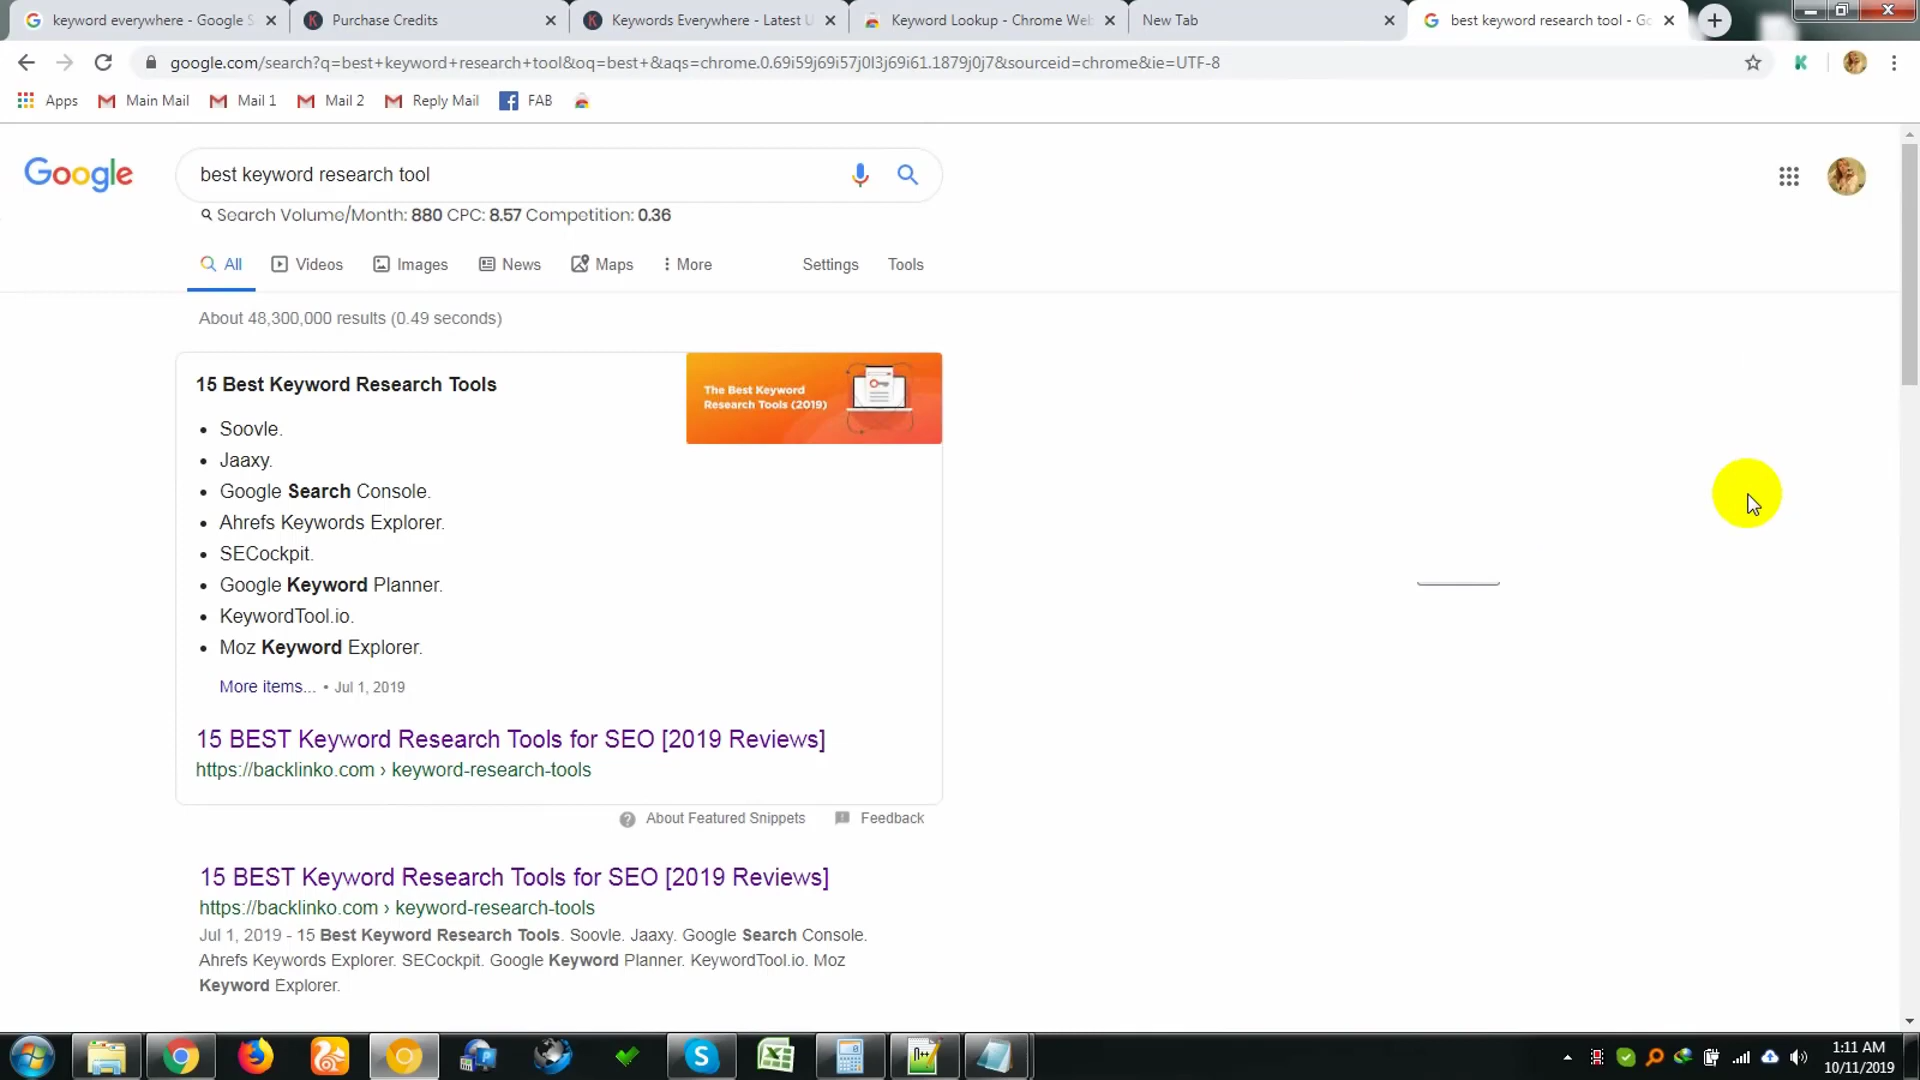 keyword everywhere - Google S
Purchase Credits
Keywords Everywhere - Latest U
Keyword Lookup - Chrome Web
New Tab
best keyword research tool - Go
google.com/search?q=best+keyword+research+tool&oq=best+&aqs=chrome.0.69i59j69i57j0l3j69i61.1879j0j7&sourceid=chrome&ie=UTF-8
Apps Main Mail Mail 1 Mail 2 Reply Mail FAB
Google
best keyword research tool
Search Volume/Month: 880 CPC: 8.57 Competition: 0.36
All Videos Images News Maps More Settings Tools
About 48,300,000 results (0.49 seconds)
15 Best Keyword Research Tools
The Best Keyword
Research Tools (2019)
• Soovle.
• Jaaxy.
• Google Search Console.
• Ahrefs Keywords Explorer.
• SECockpit.
• Google Keyword Planner.
• KeywordTool.io.
• Moz Keyword Explorer.
More items... • Jul 1, 2019
15 BEST Keyword Research Tools for SEO [2019 Reviews]
https://backlinko.com › keyword-research-tools
About Featured Snippets Feedback
15 BEST Keyword Research Tools for SEO [2019 Reviews]
https://backlinko.com › keyword-research-tools
Jul 1, 2019 - 15 Best Keyword Research Tools. Soovle. Jaaxy. Google Search Console.
Ahrefs Keywords Explorer. SECockpit. Google Keyword Planner. KeywordTool.io. Moz
Keyword Explorer.
1:11 AM
10/11/2019